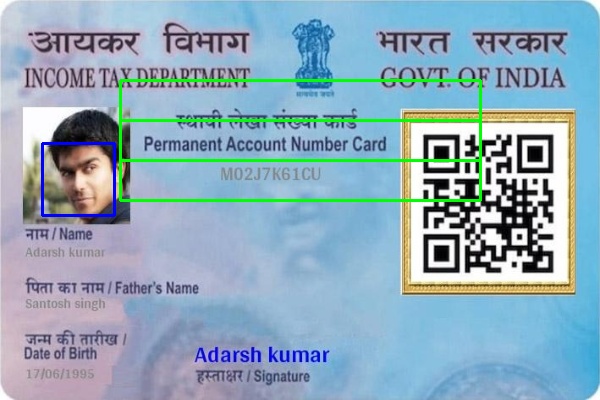 आयकर विभाग
भारत सरकार
INCOME TAX DEPARTMENT
GOVT. OF INDIA
सत्यमेव जयते
स्थायी लेखा संख्या कार्ड
Permanent Account Number Card
M02J7K61CU
नाम / Name
Adarsh kumar
पिता का नाम / Father's Name
Santosh singh
जन्म की तारीख /
Date of Birth
17/06/1995
Adarsh kumar
हस्ताक्षर / Signature